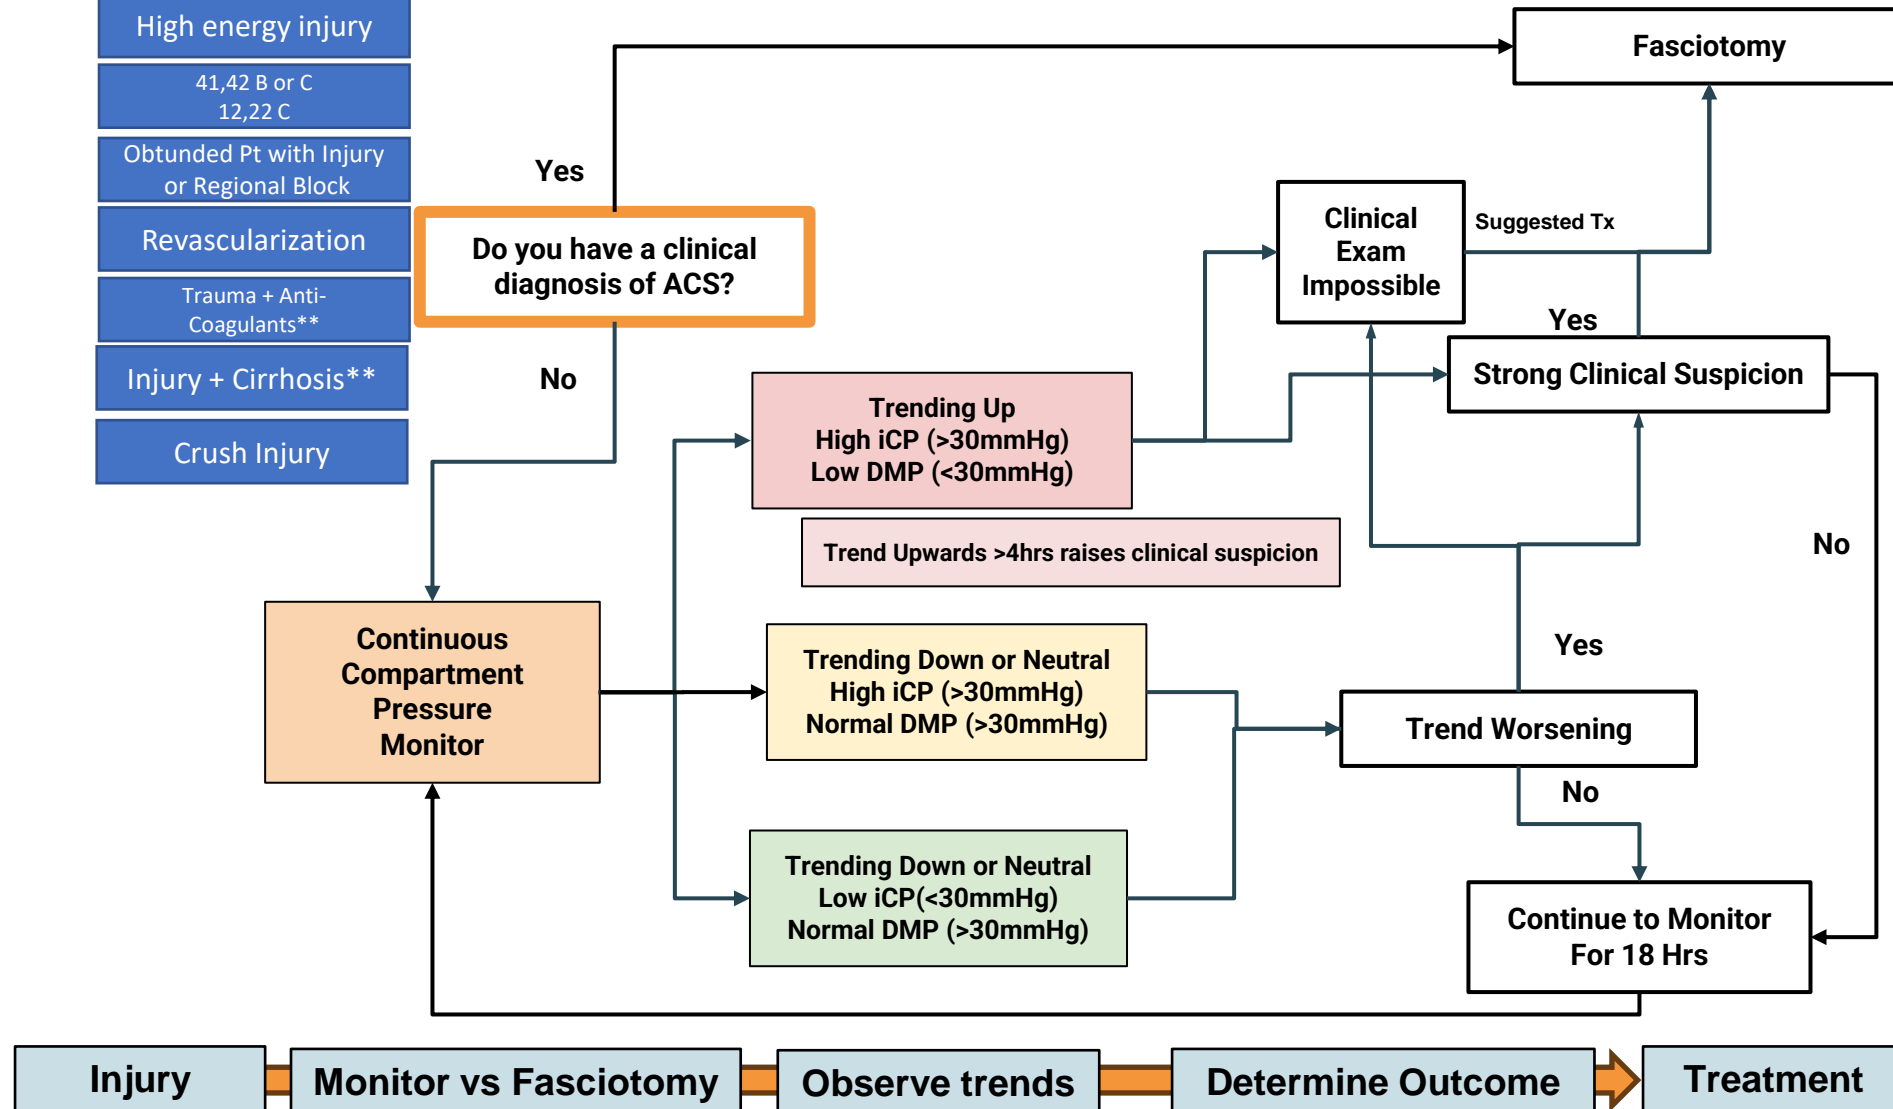 High energy injury
41,42 B or C
12,22 C
Obtunded Pt with Injury
or Regional Block
Revascularization
Trauma + Anti-
Coagulants**
Injury + Cirrhosis**
Crush Injury
Yes
Do you have a clinical
diagnosis of ACS?
No
Continuous
Compartment
Pressure
Monitor
Trending Up
High iCP (>30mmHg)
Low DMP (<30mmHg)
Trend Upwards >4hrs raises clinical suspicion
Trending Down or Neutral
High iCP (>30mmHg)
Normal DMP (>30mmHg)
Trending Down or Neutral
Low iCP(<30mmHg)
Normal DMP (>30mmHg)
Fasciotomy
Clinical
Exam
Impossible
Suggested Tx
Yes
Strong Clinical Suspicion
No
Yes
Trend Worsening
No
Continue to Monitor
For 18 Hrs
Injury
Monitor vs Fasciotomy
Observe trends
Determine Outcome
Treatment